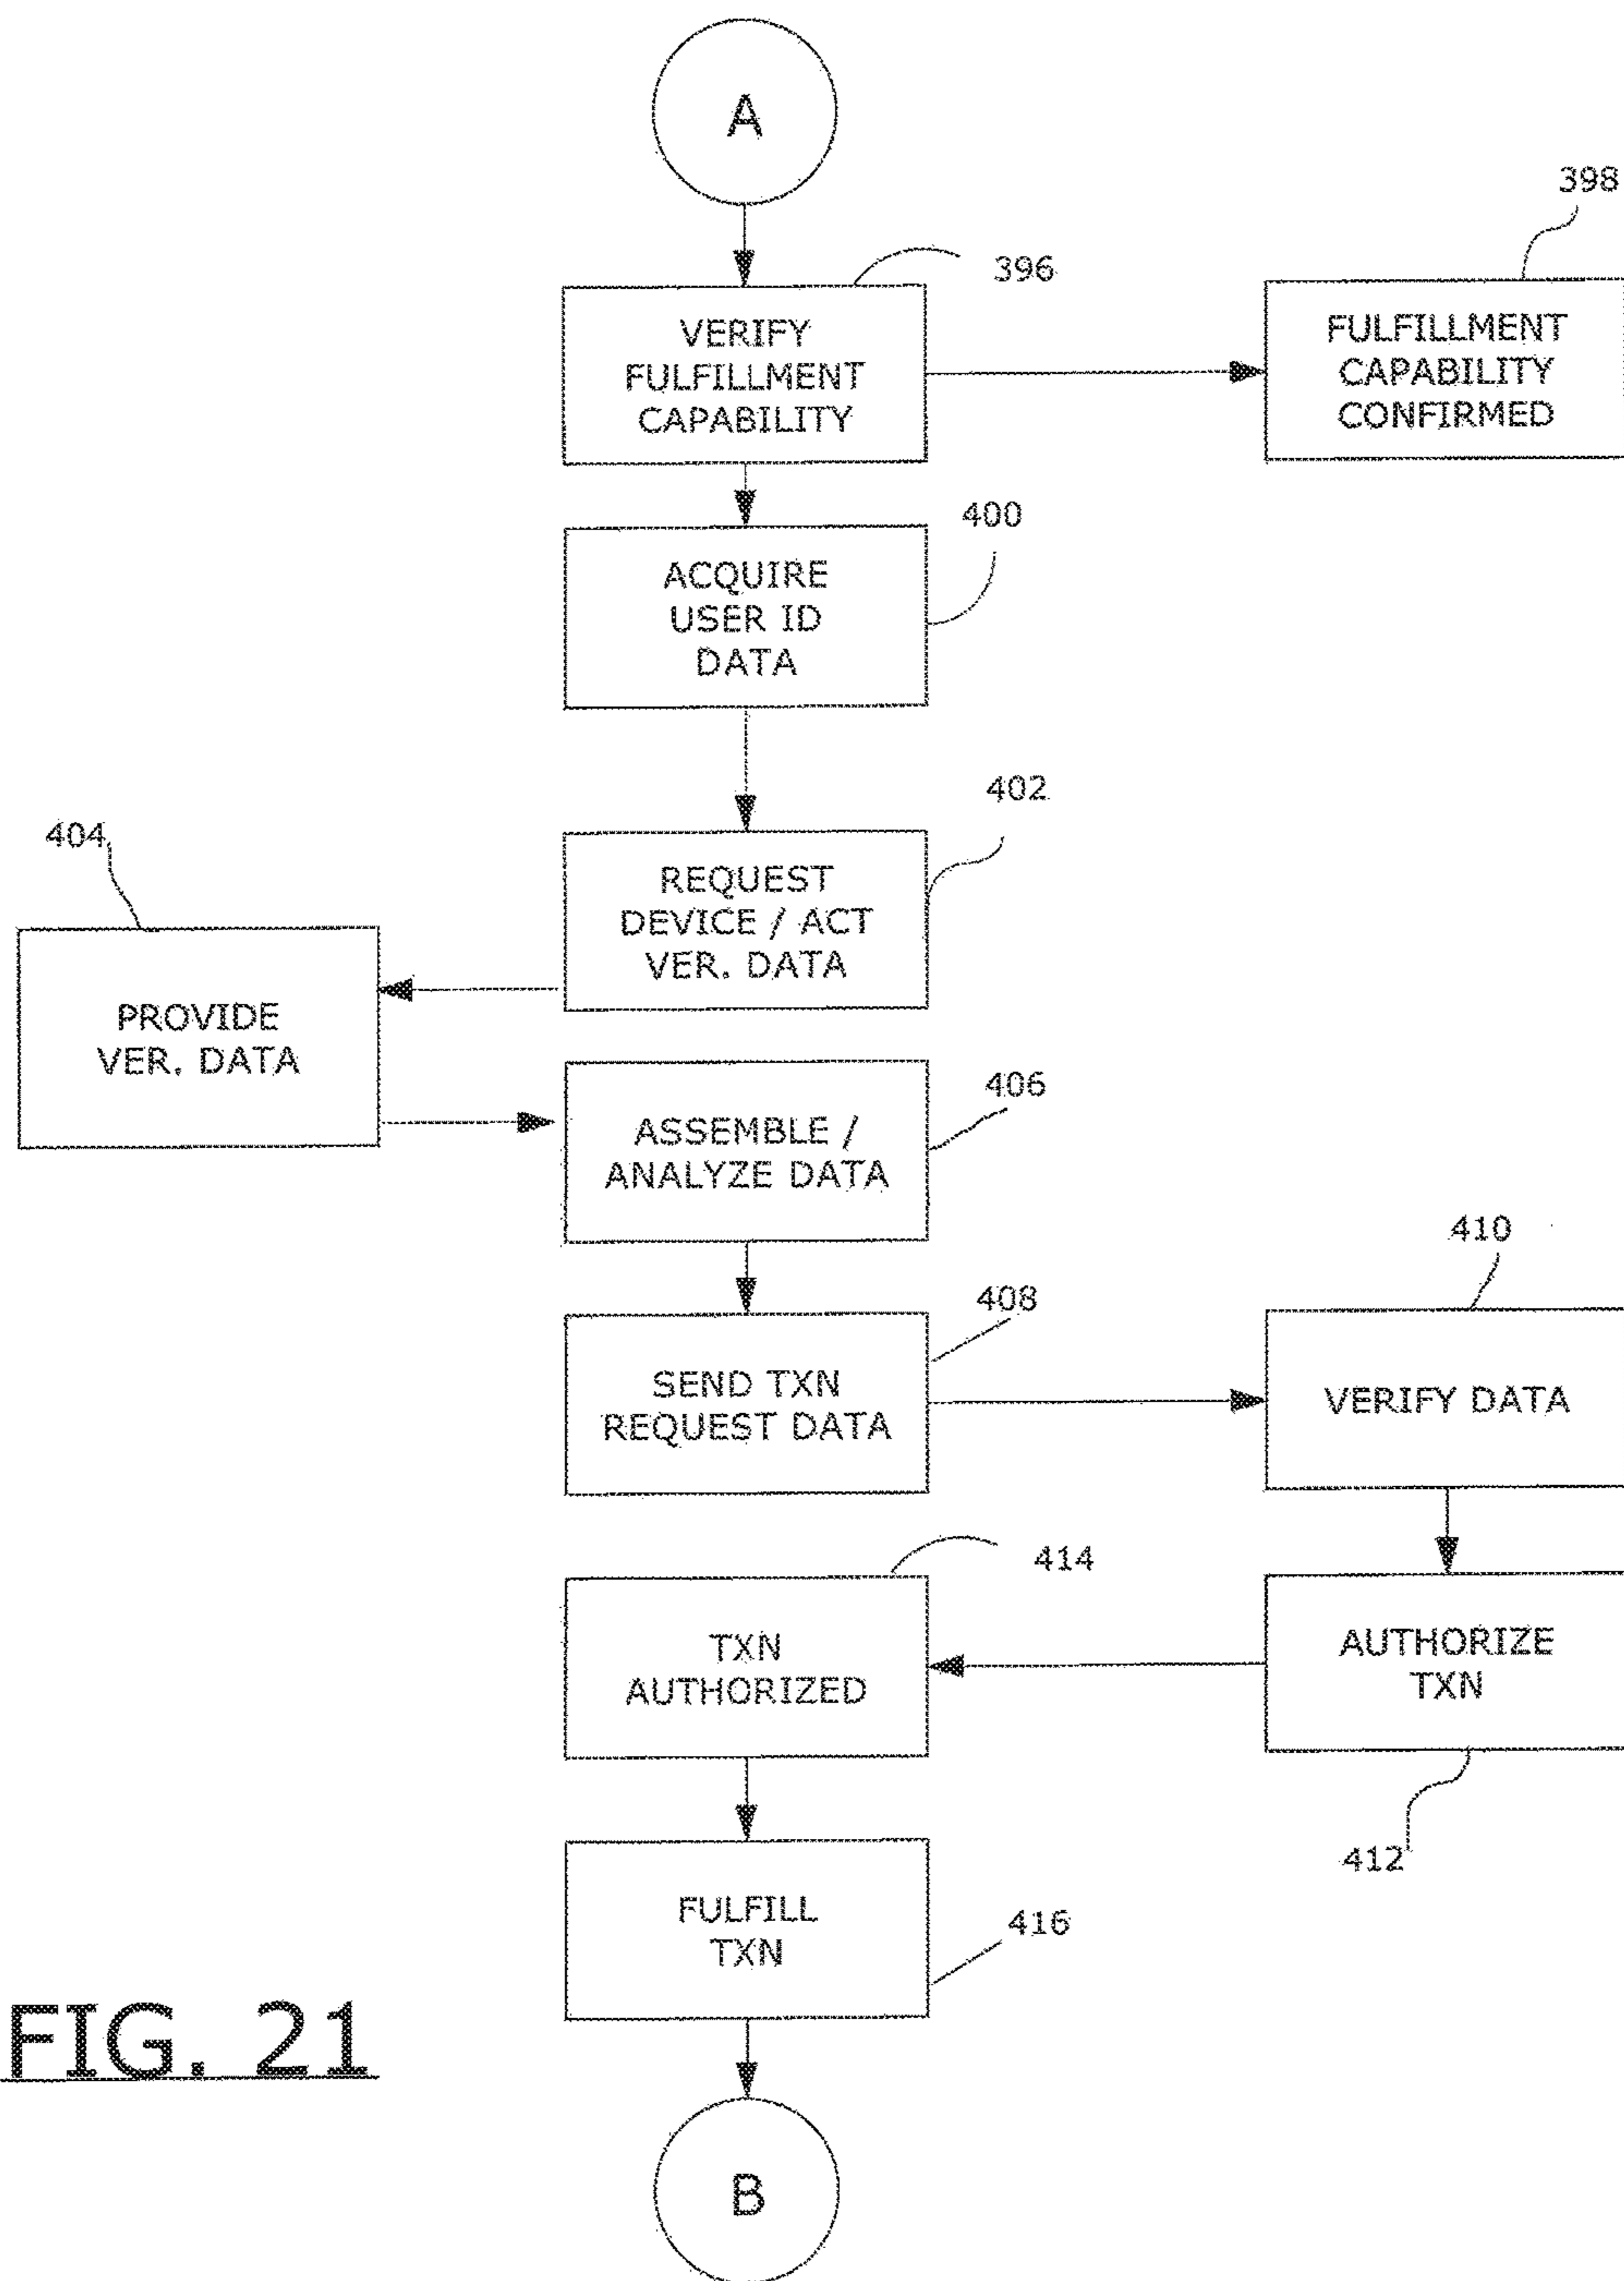 A
398
396
VERIFY
FULFILLMENT
CAPABILITY
FULFILLMENT
CAPABILITY
CONFIRMED
400
ACQUIRE
USER ID
DATA
402
404
REQUEST
DEVICE / ACT
VER. DATA
PROVIDE
VER. DATA
406
ASSEMBLE /
ANALYZE DATA
410
408
SEND TXN
REQUEST DATA
VERIFY DATA
414
TXN
AUTHORIZED
AUTHORIZE
TXN
412
FULFILL
TXN
416
FIG. 21
B